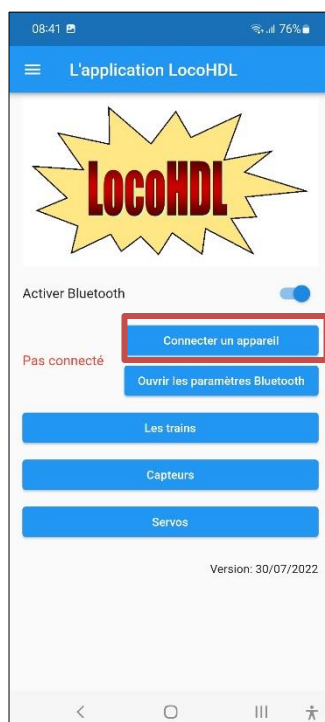 08:41 76%
L'application LocoHDL
LocoHDL
Activer Bluetooth
Connecter un appareil
Pas connecté
Ouvrir les paramètres Bluetooth
Les trains
Capteurs
Servos
Version: 30/07/2022